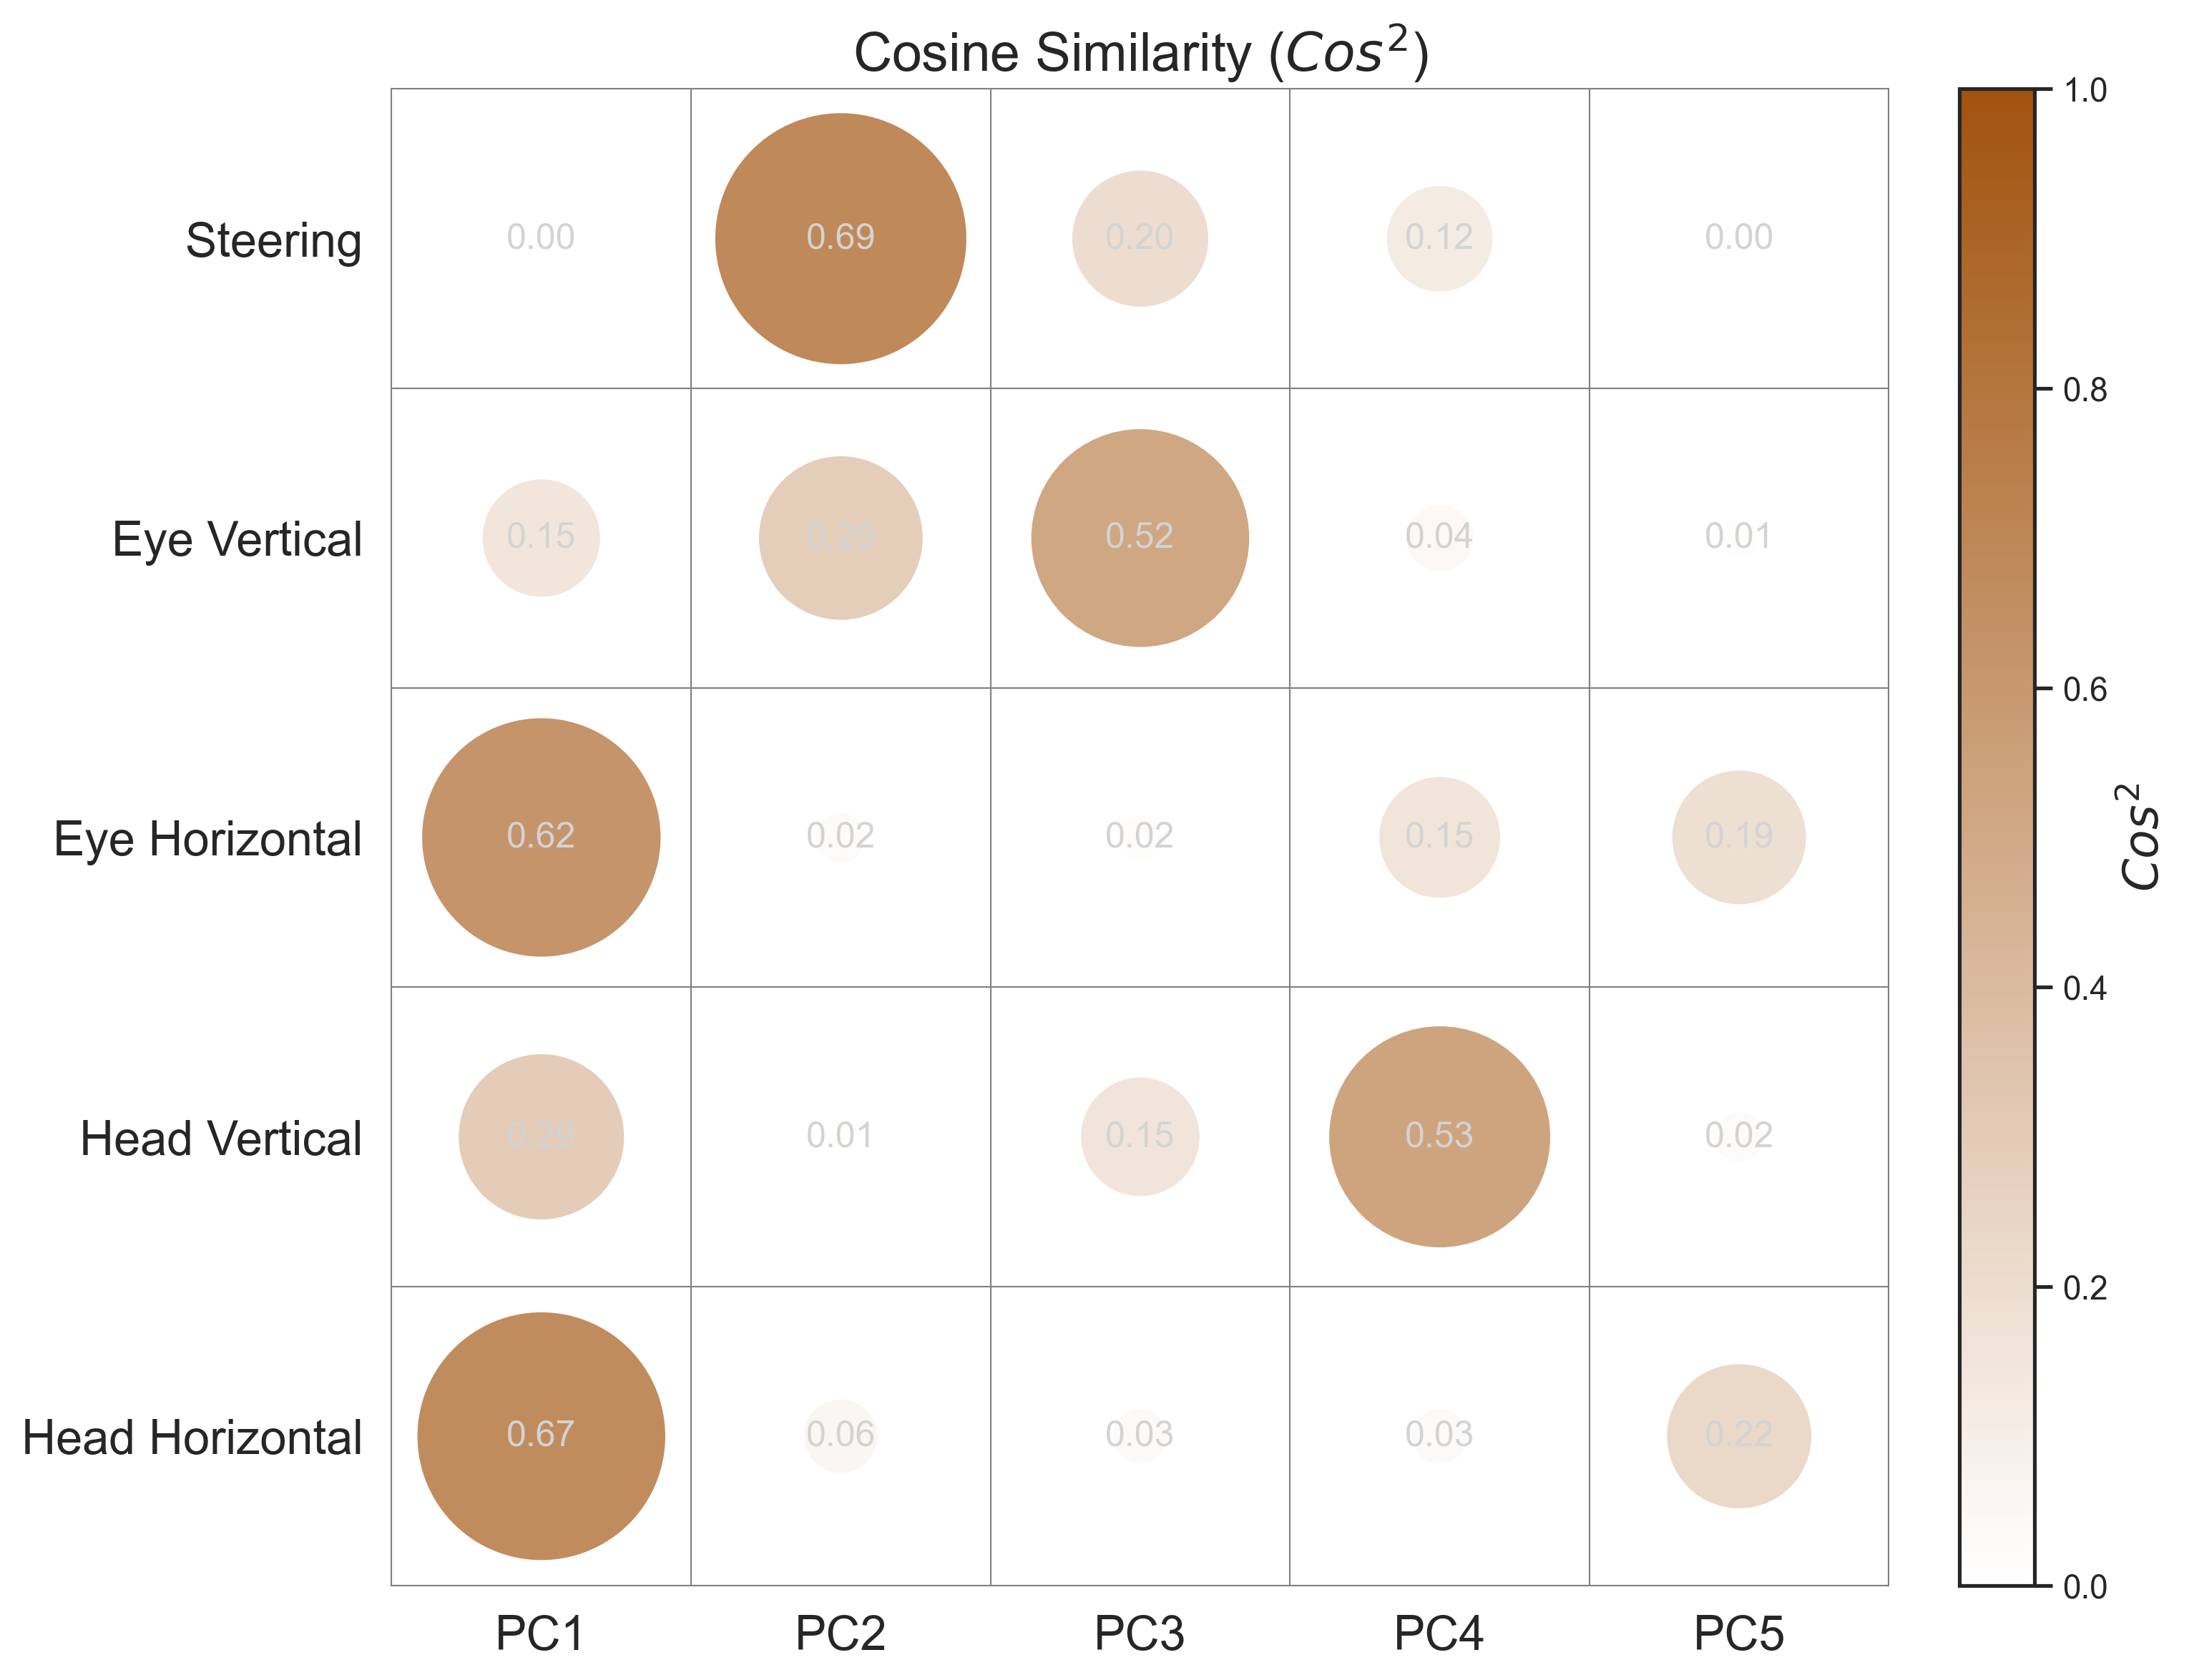 Cosine Similarity (Cos²)
Steering 0.00 0.69 0.20 0.12 0.00
Eye Vertical 0.15 0.29 0.52 0.04 0.01
Eye Horizontal 0.62 0.02 0.02 0.15 0.19
Head Vertical 0.29 0.01 0.15 0.53 0.02
Head Horizontal 0.67 0.06 0.03 0.03 0.22
PC1 PC2 PC3 PC4 PC5
1.0
0.8
0.6
0.4
0.2
0.0
Cos²